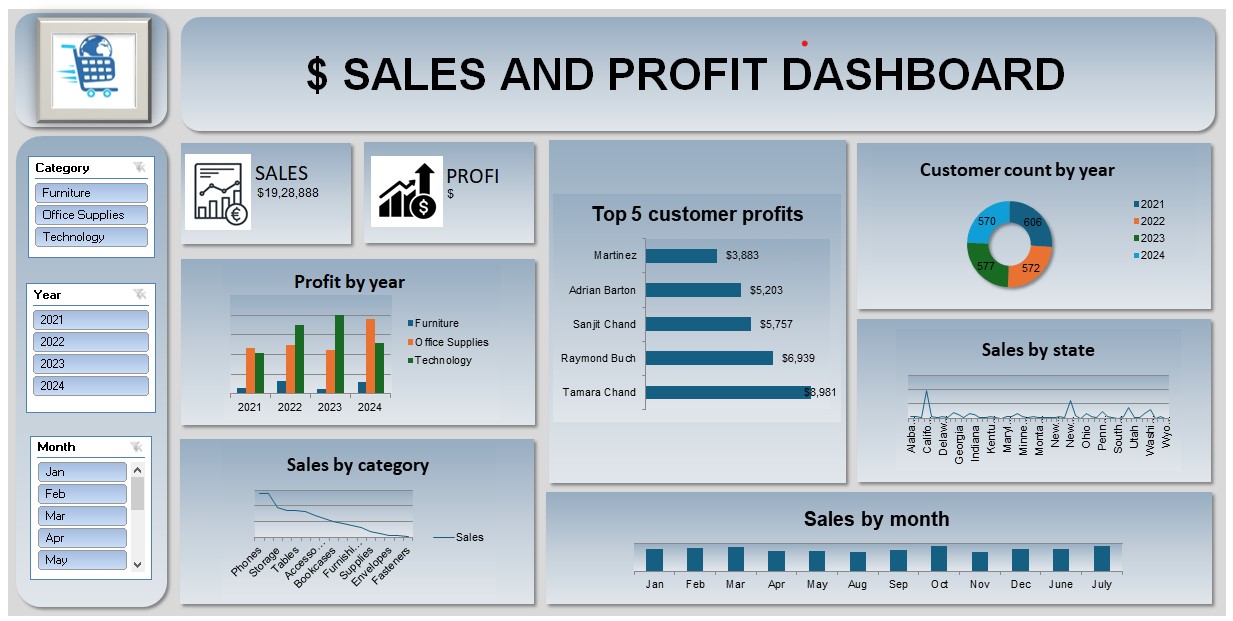 $ SALES AND PROFIT DASHBOARD
Category
Furniture
Office Supplies
Technology
Year
2021
2022
2023
2024
Month
Jan
Feb
Mar
Apr
May
SALES
$19,28,888
PROFI
$
Profit by year
2021 2022 2023 2024
Furniture
Office Supplies
Technology
Sales by category
Phones
Storage
Tables
Accesso...
Bookcases
Furnishi...
Supplies
Envelopes
Fasteners
Sales
Top 5 customer profits
Martinez $3,883
Adrian Barton $5,203
Sanjit Chand $5,757
Raymond Buch $6,939
Tamara Chand $8,981
Customer count by year
570 606
577 572
2021
2022
2023
2024
Sales by state
Alaba...
Califo...
Delaw...
Georgia
Indiana
Kentu...
Maryl...
Minne...
Monta...
New...
New...
Ohio
Penn...
South...
Utah
Washi...
Wyo...
Sales by month
Jan Feb Mar Apr May Aug Sep Oct Nov Dec June July